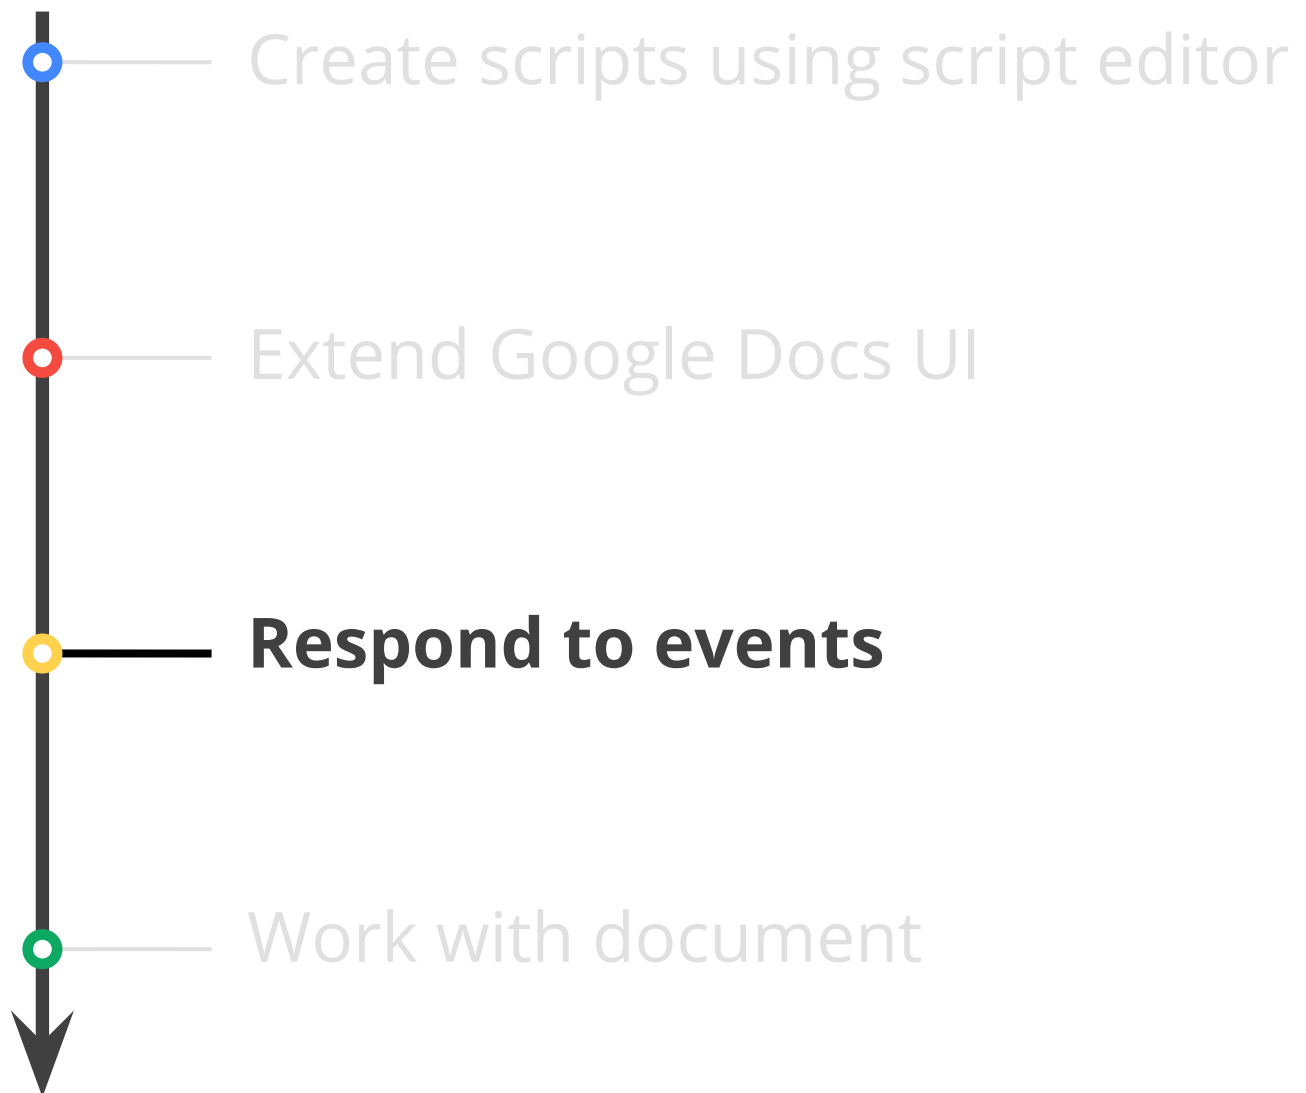 Create scripts using script editor
Extend Google Docs UI
Respond to events
Work with document